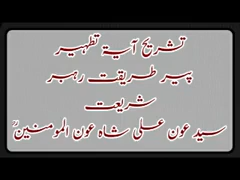 تشریح آیۃ تطہیر
پیر طریقت رہبر
شریعت
سید عون علی شاہ عون المومنینؒ